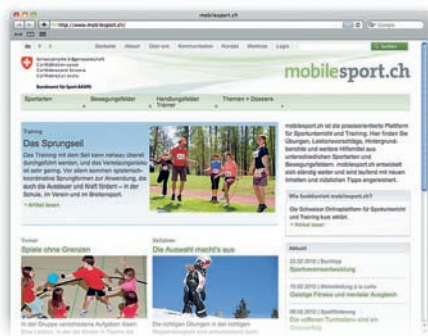 mobilesport.ch
http://www.mobilesport.ch/
Google
de f i Startseite Aktuell Über uns Kommunikation Kontakt Merkliste Login
Suchen
Schweizerische Eidgenossenschaft
Confédération suisse
Confederazione Svizzera
Confederaziun svizra
Bundesamt für Sport BASPO
mobilesport.ch
Sportarten
Bewegungsfelder
Handlungsfelder
Trainer
Themen + Dossiers
Training
Das Sprungseil
Das Training mit dem Seil kann nahezu überall
durchgeführt werden, und das Verletzungsrisiko
ist sehr gering. Vor allem kommen spielerisch-
koordinative Sprungformen zur Anwendung, die
auch die Ausdauer und Kraft fördern – in der
Schule, im Verein und im Breitensport.
» Artikel lesen
mobilesport.ch ist die praxisorientierte Plattform
für Sportunterricht und Training. Hier finden Sie
Übungen, Lektionsvorschläge, Hintergrund-
berichte und weitere Hilfsmittel aus
unterschiedlichen Sportarten und
Bewegungsfeldern. mobilesport.ch entwickelt
sich ständig weiter und wird laufend mit neuen
Inhalten und nützlichen Tipps angereichert.
Wie funktioniert mobilesport.ch?
Die Schweizer Onlineplattform für Sportunterricht
und Training kurz erklärt.
» Artikel lesen
Turnen
Spiele ohne Grenzen
In der Gruppe verschiedene Aufgaben lösen
Skifahren
Die Auswahl macht's aus
Die richtigen Übungen in der richtigen
Aktuell
Sportvereinsentwicklung
Geistige Fitness und mentaler Ausgleich